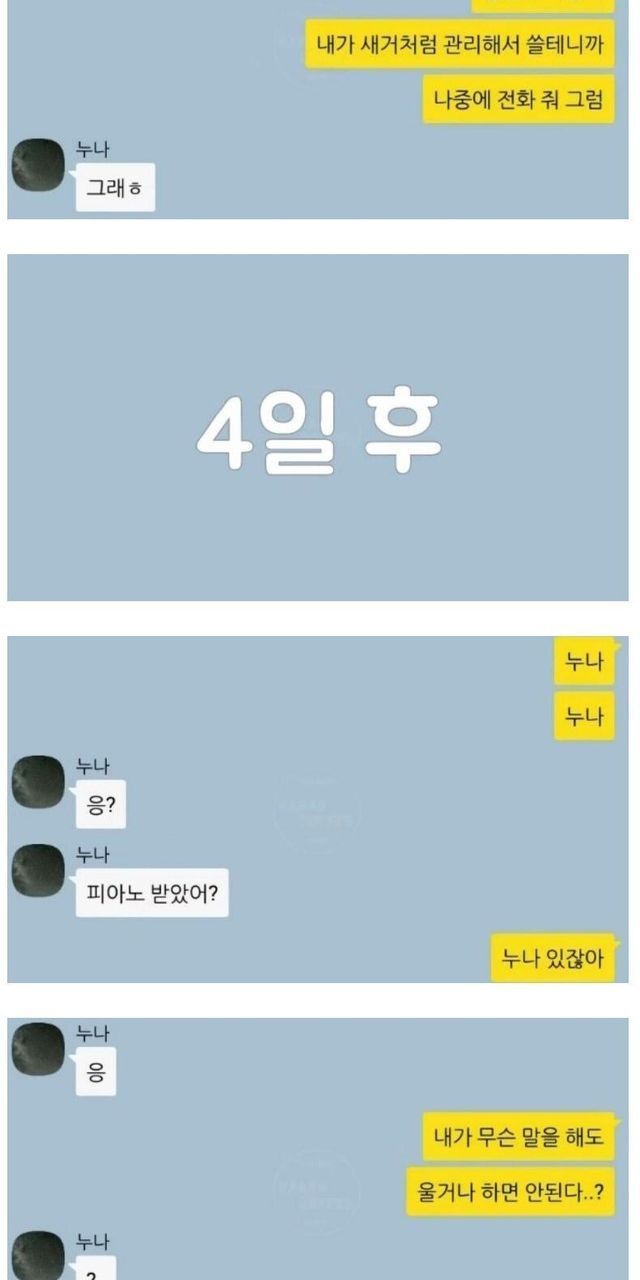 내가 새거처럼 관리해서 쓸테니까
나중에 전화 줘 그럼
누나
그래ㅎ
4일 후
누나
누나
누나
응?
누나
피아노 받았어?
누나 있잖아
누나
응
내가 무슨 말을 해도
울거나 하면 안된다..?
누나
?